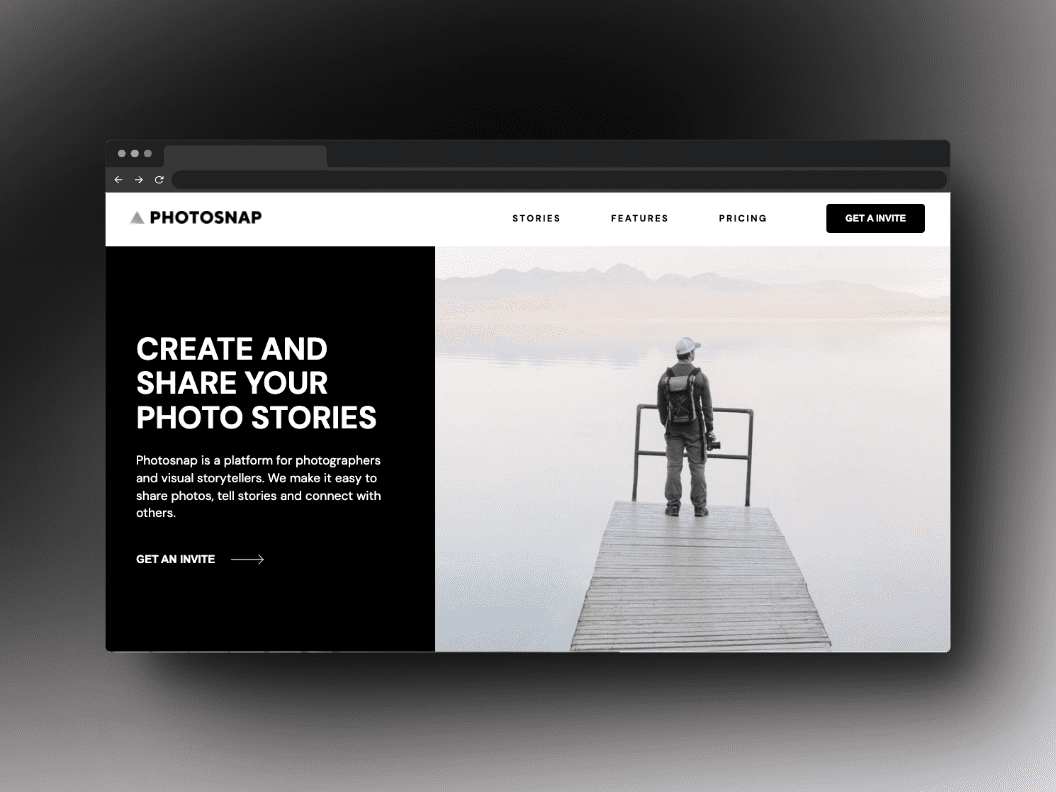 PHOTOSNAP
STORIES
FEATURES
PRICING
GET A INVITE
CREATE AND
SHARE YOUR
PHOTO STORIES
Photosnap is a platform for photographers
and visual storytellers. We make it easy to
share photos, tell stories and connect with
others.
GET AN INVITE